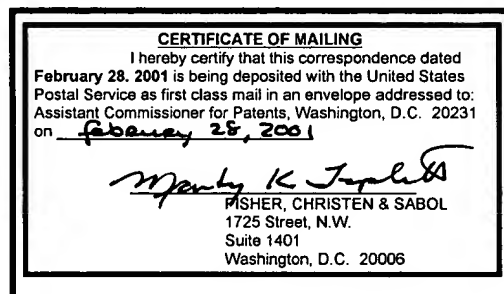 CERTIFICATE OF MAILING
I hereby certify that this correspondence dated
February 28. 2001 is being deposited with the United States
Postal Service as first class mail in an envelope addressed to:
Assistant Commissioner for Patents, Washington, D.C. 20231
on february 28, 2001
FISHER, CHRISTEN & SABOL
1725 Street, N.W.
Suite 1401
Washington, D.C. 20006